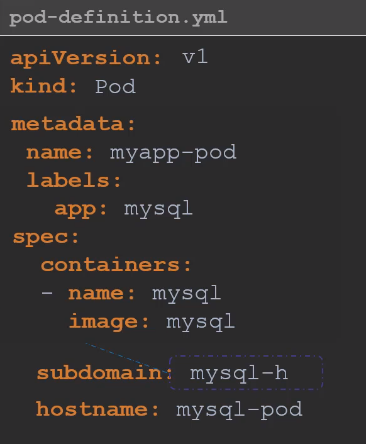 pod-definition.yml
apiVersion: v1
kind: Pod
metadata:
name: myapp-pod
labels:
app: mysql
spec:
containers:
- name: mysql
image: mysql
subdomain: mysql-h
hostname: mysql-pod